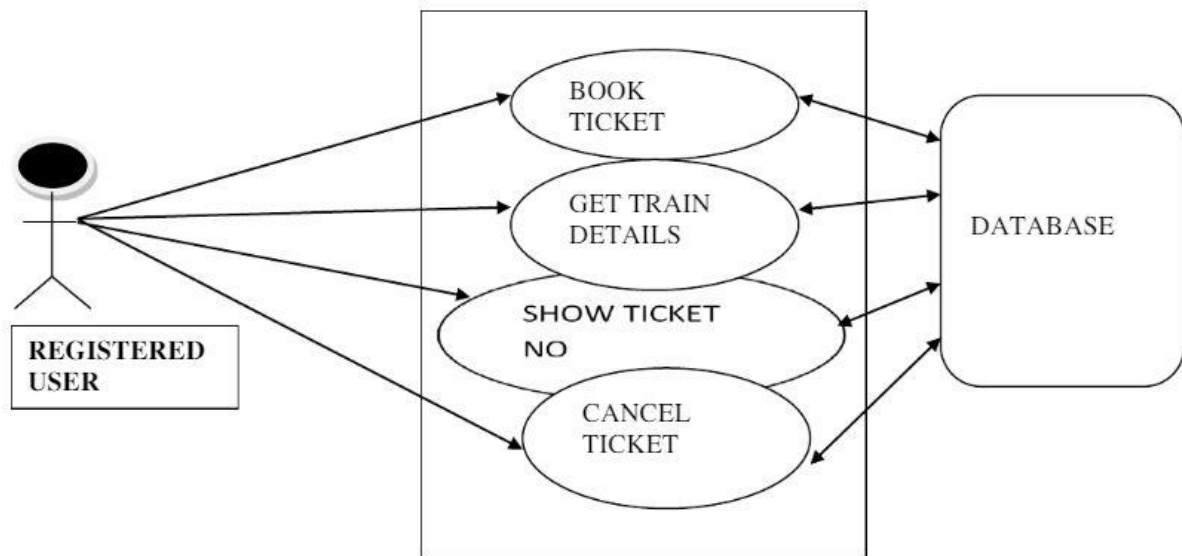 BOOK
TICKET
GET TRAIN
DETAILS
SHOW TICKET
NO
CANCEL
TICKET
DATABASE
REGISTERED
USER